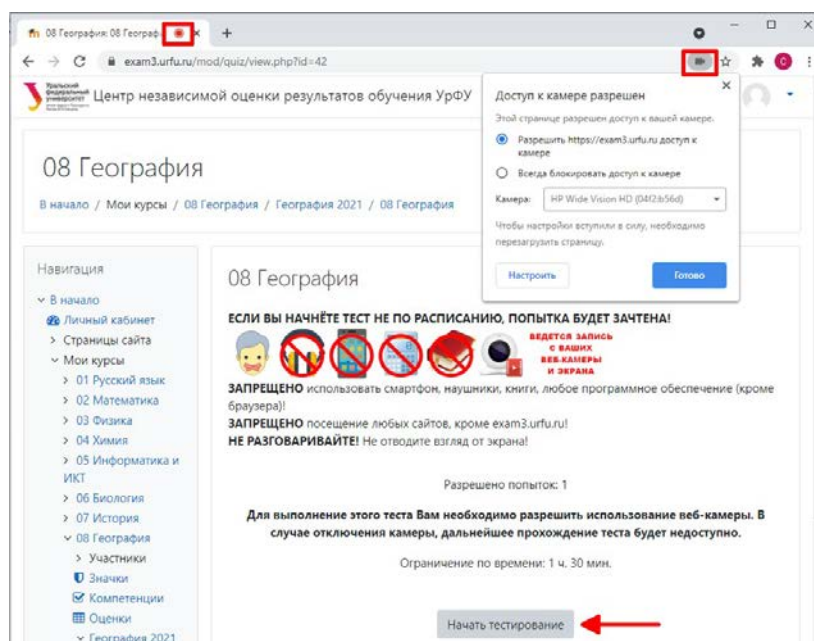 08 География: 08 Географ
exam3.urfu.ru/mod/quiz/view.php?id=42
С
Уральский
федеральный
университет
Центр независимой оценки результатов обучения УрФУ
Доступ к камере разрешен
Этой странице разрешен доступ к вашей камере.
Разрешить https://exam3.urfu.ru доступ к
камере
Всегда блокировать доступ к камере
Камера: HP Wide Vision HD (04f2:b56d)
Чтобы настройки вступили в силу, необходимо
перезагрузить страницу.
Настроить Готово
08 География
В начало / Мои курсы / 08 География / География 2021 / 08 География
Навигация
В начало
Личный кабинет
Страницы сайта
Мои курсы
01 Русский язык
02 Математика
03 Физика
04 Химия
05 Информатика и
ИКТ
06 Биология
07 История
08 География
Участники
Значки
Компетенции
Оценки
География 2021
08 География
ЕСЛИ ВЫ НАЧНЁТЕ ТЕСТ НЕ ПО РАСПИСАНИЮ, ПОПЫТКА БУДЕТ ЗАЧТЕНА!
ВЕДЕТСЯ ЗАПИСЬ
С ВАШИХ
ВЕБ-КАМЕРЫ
И ЭКРАНА
ЗАПРЕЩЕНО использовать смартфон, наушники, книги, любое программное обеспечение (кроме
браузера)!
ЗАПРЕЩЕНО посещение любых сайтов, кроме exam3.urfu.ru!
НЕ РАЗГОВАРИВАЙТЕ! Не отводите взгляд от экрана!
Разрешено попыток: 1
Для выполнения этого теста Вам необходимо разрешить использование веб-камеры. В
случае отключения камеры, дальнейшее прохождение теста будет недоступно.
Ограничение по времени: 1 ч. 30 мин.
Начать тестирование